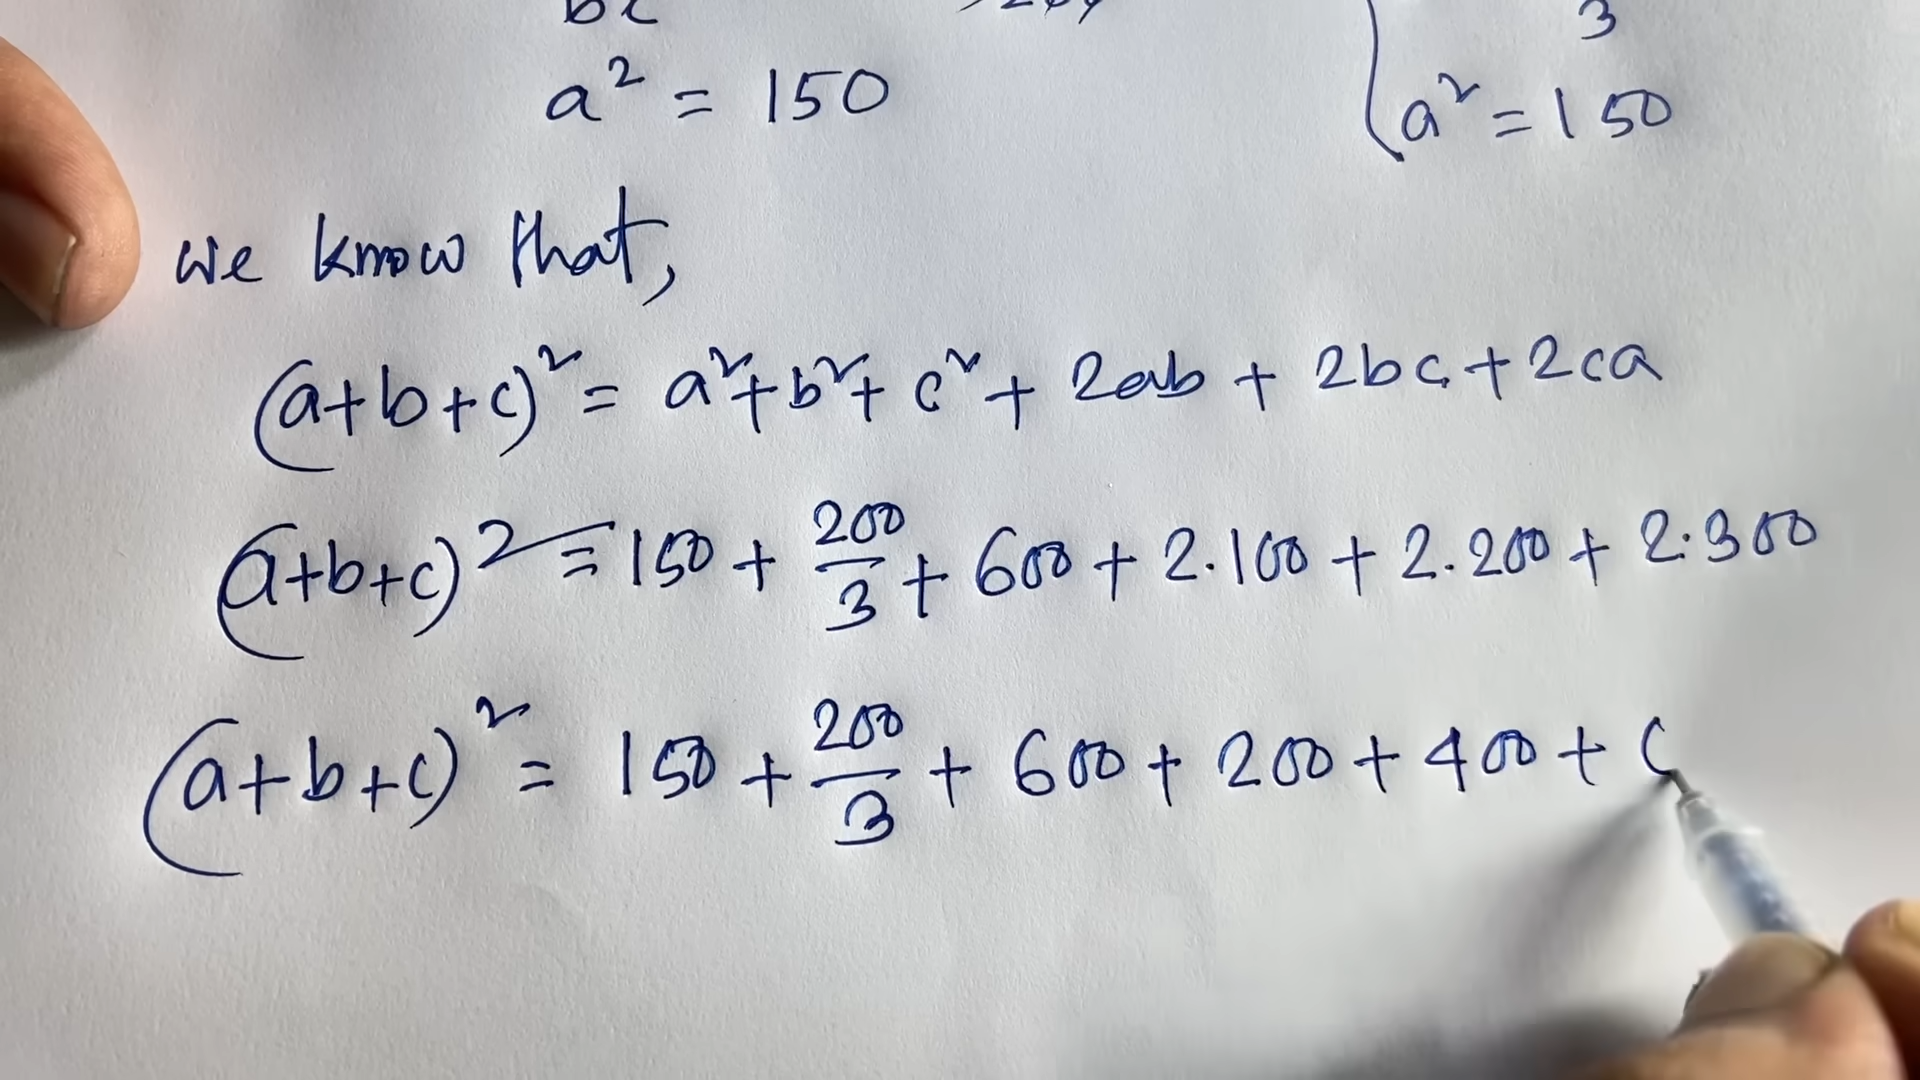 bc
3
a² = 150
a² = 150
we know that,
(a+b+c)² = a²+b²+ c² + 2ab + 2bc + 2ca
(a+b+c)² = 150 + 200/3 + 600 + 2.100 + 2.200 + 2.300
(a+b+c)² = 150 + 200/3 + 600 + 200 + 400 +